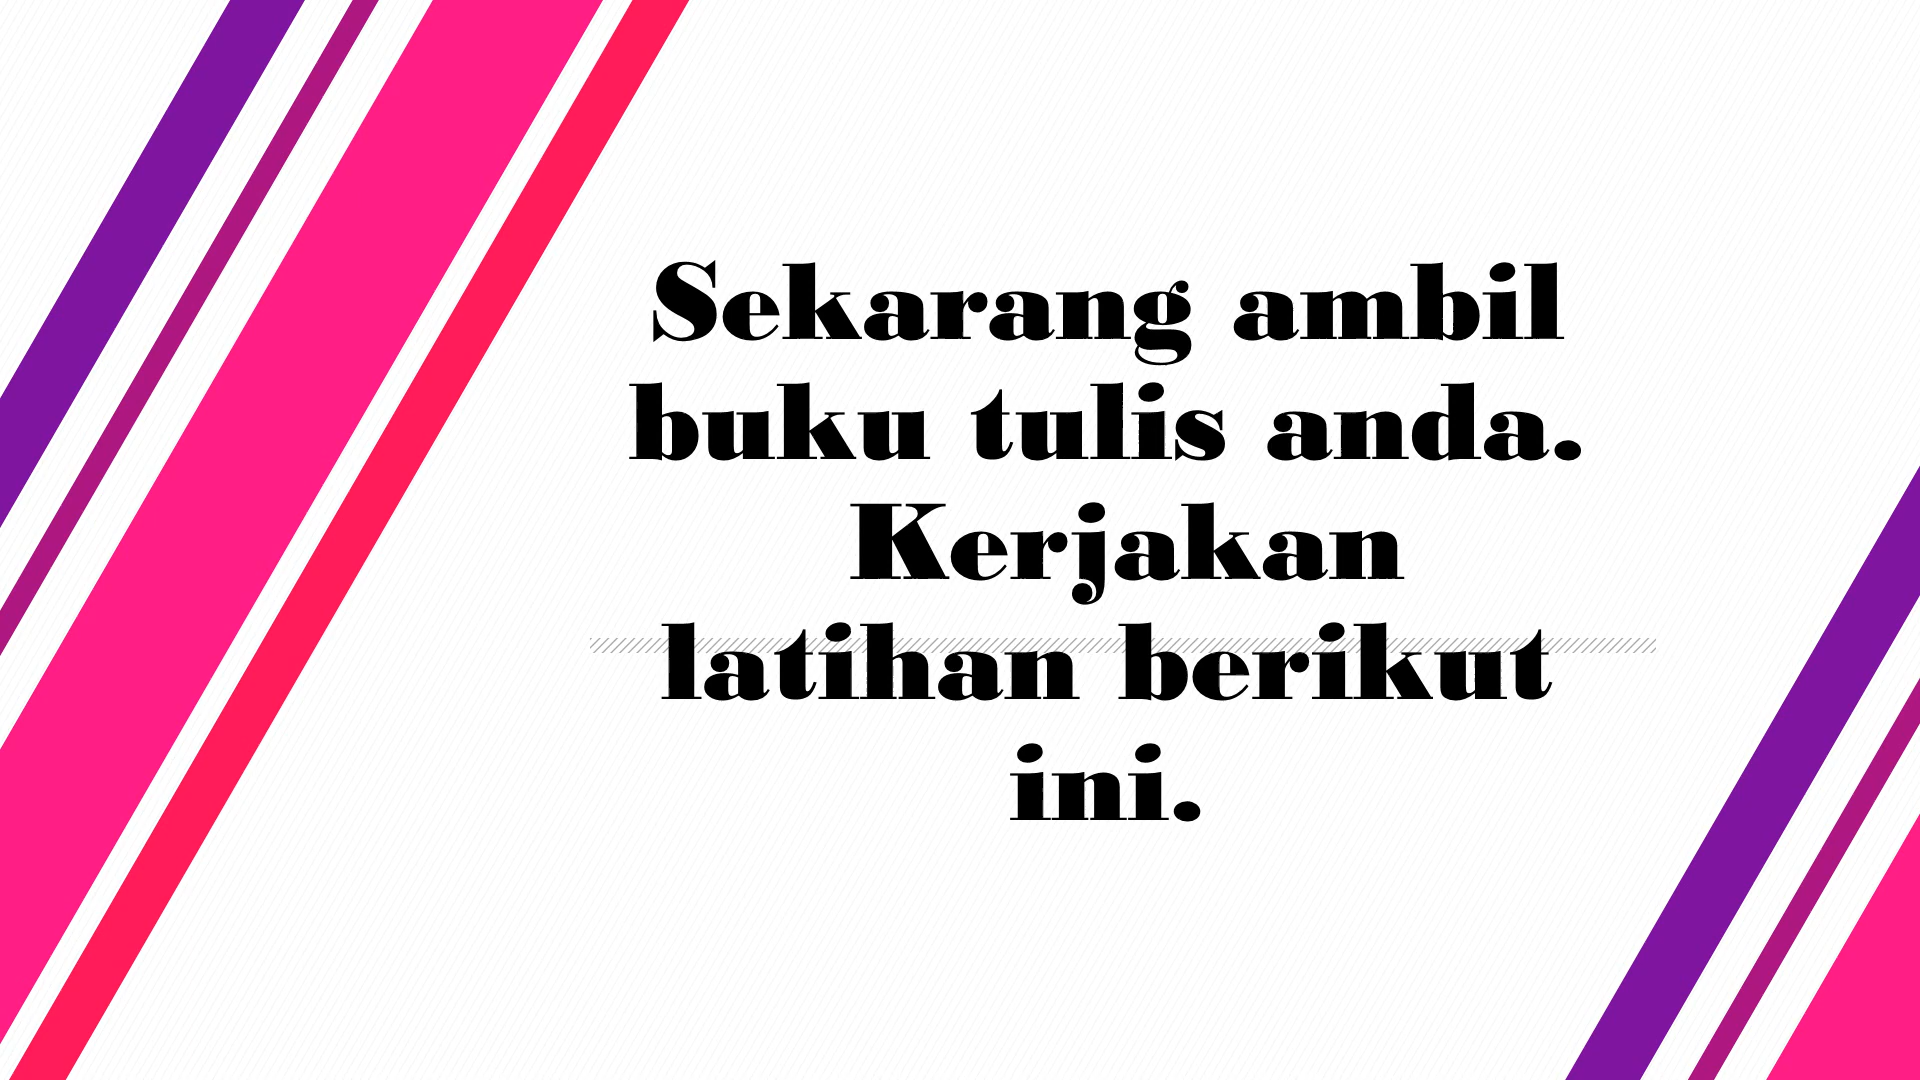 Sekarang ambil
buku tulis anda.
Kerjakan
latihan berikut
ini.